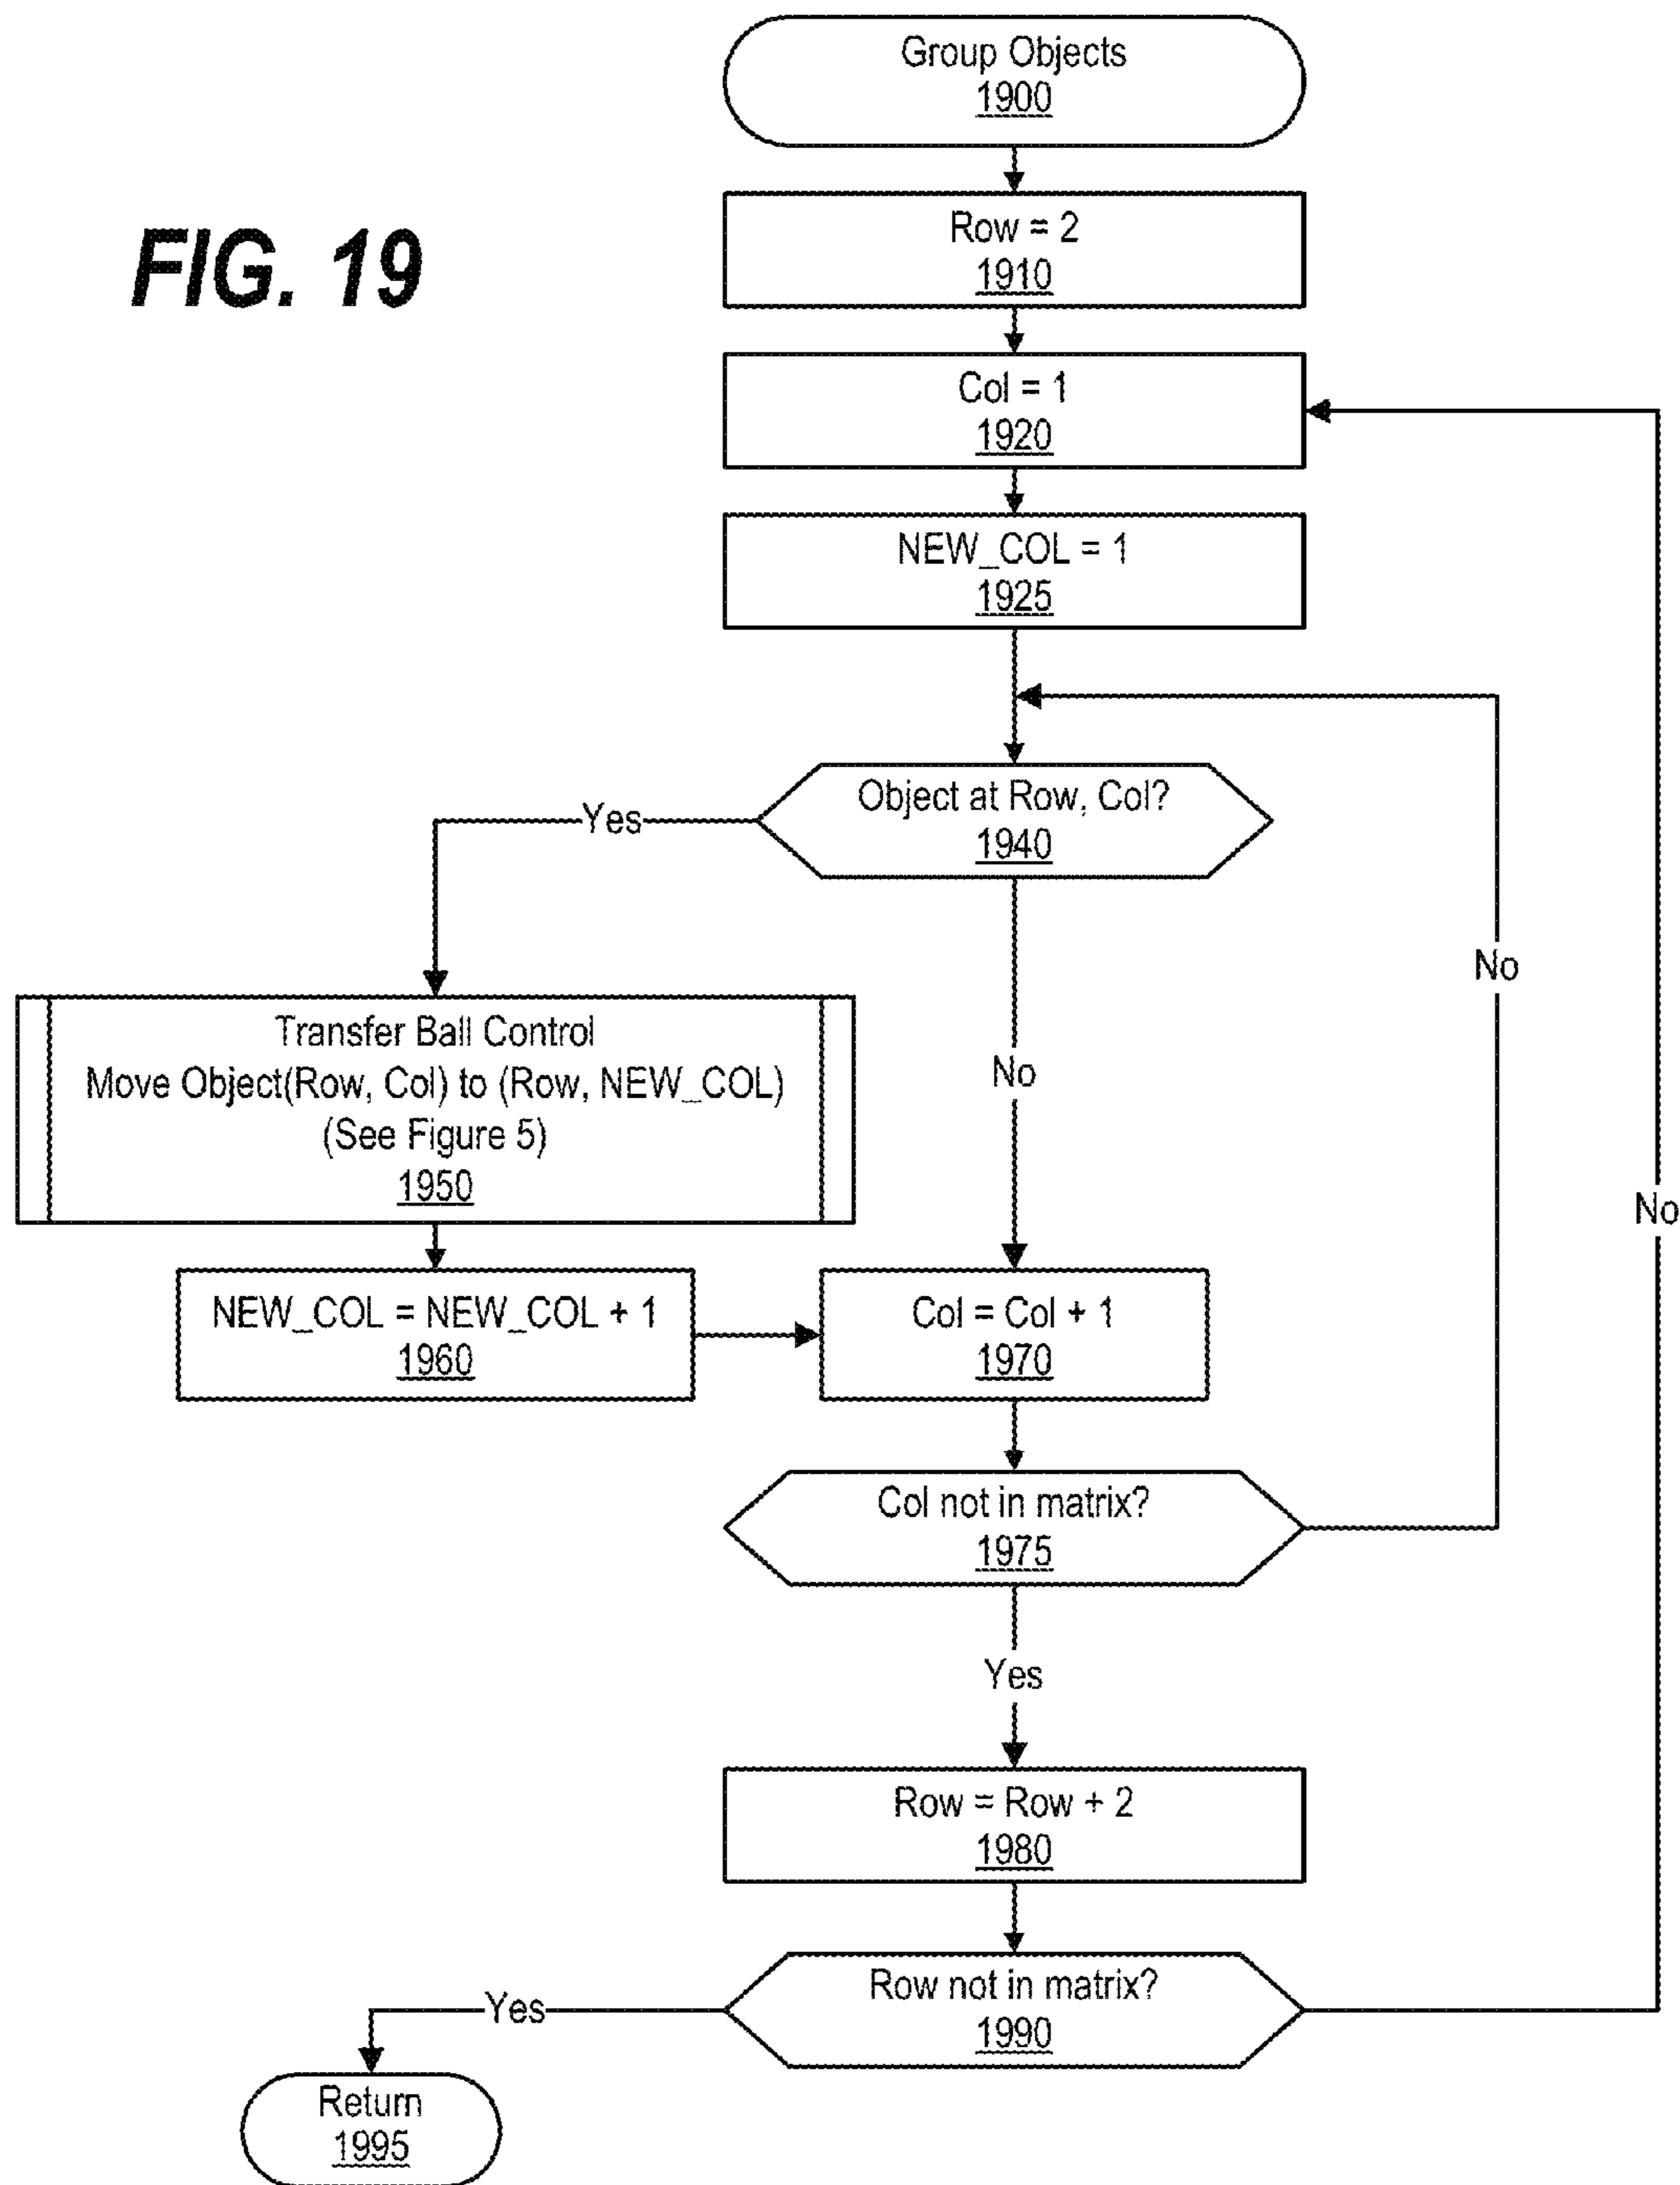 FIG. 19
Group Objects
1900
Row = 2
1910
Col = 1
1920
NEW_COL = 1
1925
Object at Row, Col?
1940
Yes
No
No
Transfer Ball Control
Move Object(Row, Col) to (Row, NEW_COL)
(See Figure 5)
1950
No
NEW_COL = NEW_COL + 1
1960
Col = Col + 1
1970
Col not in matrix?
1975
Yes
Row = Row + 2
1980
Row not in matrix?
1990
Yes
Return
1995